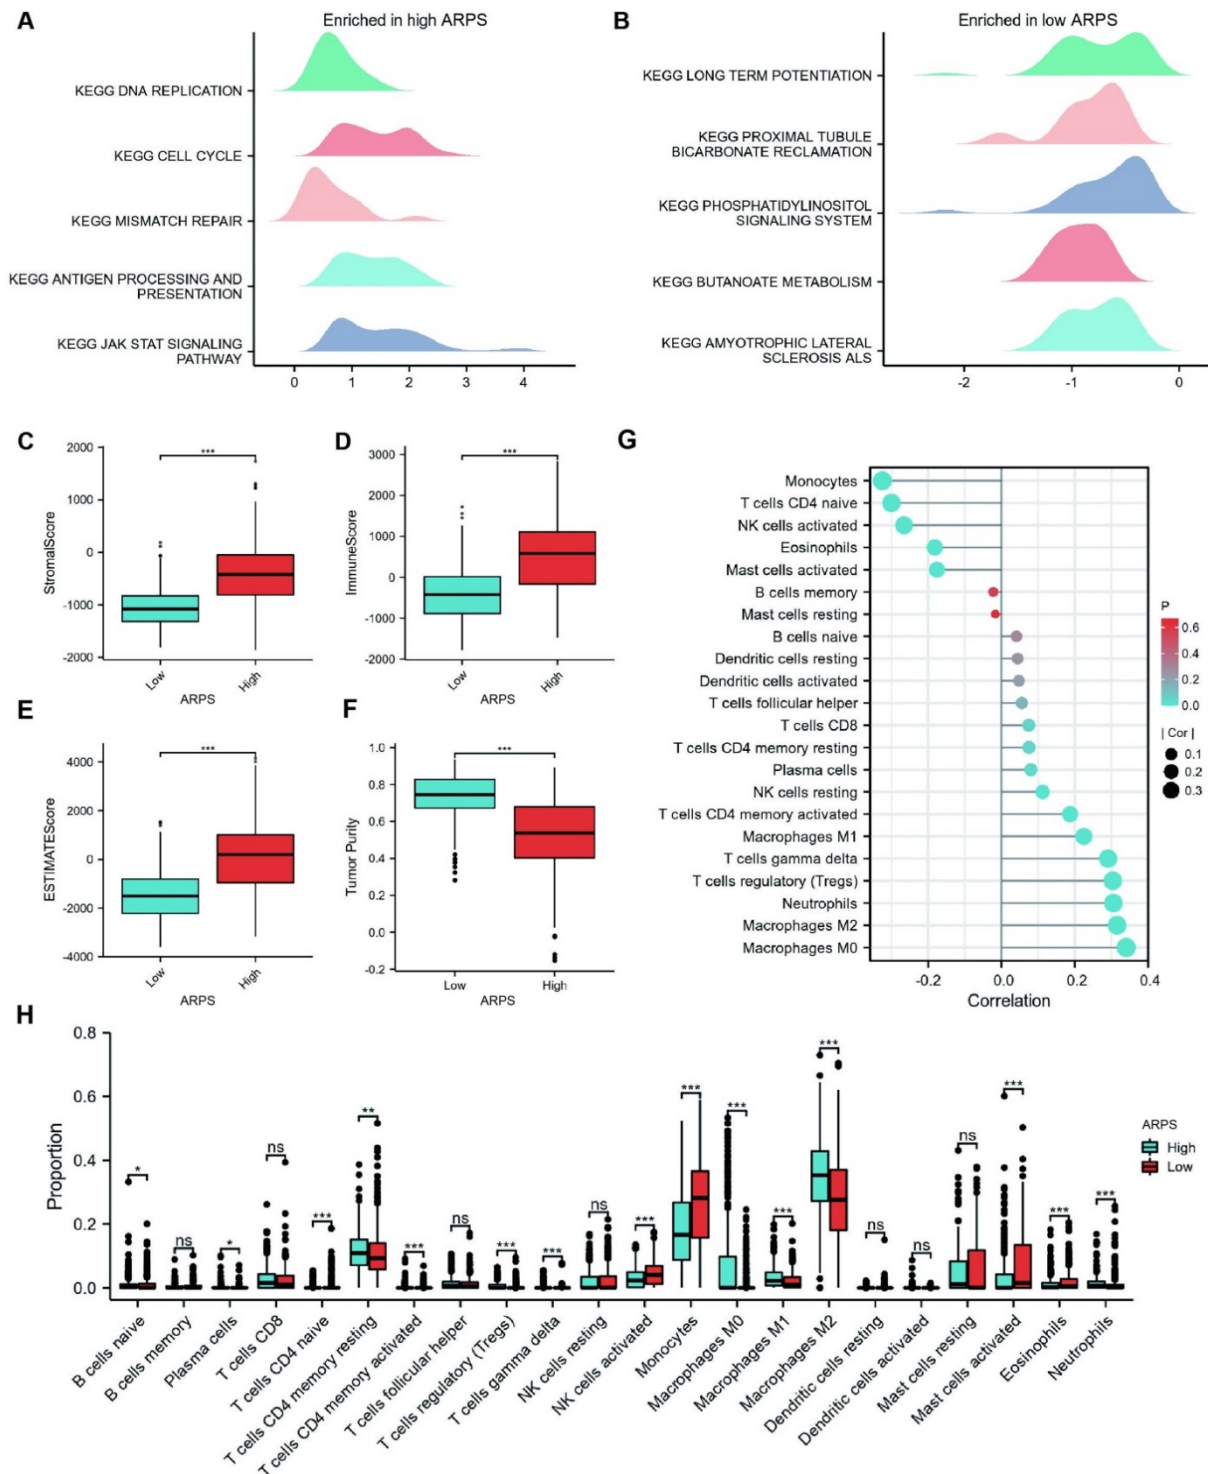 A
Enriched in high ARPS
KEGG DNA REPLICATION
KEGG CELL CYCLE
KEGG MISMATCH REPAIR
KEGG ANTIGEN PROCESSING AND
PRESENTATION
KEGG JAK STAT SIGNALING
PATHWAY
0 1 2 3 4
B
Enriched in low ARPS
KEGG LONG TERM POTENTIATION
KEGG PROXIMAL TUBULE
BICARBONATE RECLAMATION
KEGG PHOSPHATIDYLINOSITOL
SIGNALING SYSTEM
KEGG BUTANOATE METABOLISM
KEGG AMYOTROPHIC LATERAL
SCLEROSIS ALS
-2 -1 0
C
StromalScore
2000
1000
0
-1000
-2000
***
Low High
ARPS
D
ImmuneScore
3000
2000
1000
0
-1000
-2000
***
Low High
ARPS
E
ESTIMATEScore
4000
2000
0
-2000
-4000
***
Low High
ARPS
F
Tumor Purity
1.0
0.8
0.6
0.4
0.2
0.0
-0.2
***
Low High
ARPS
G
Monocytes
T cells CD4 naive
NK cells activated
Eosinophils
Mast cells activated
B cells memory
Mast cells resting
B cells naive
Dendritic cells resting
Dendritic cells activated
T cells follicular helper
T cells CD8
T cells CD4 memory resting
Plasma cells
NK cells resting
T cells CD4 memory activated
Macrophages M1
T cells gamma delta
T cells regulatory (Tregs)
Neutrophils
Macrophages M2
Macrophages M0
-0.2 0.0 0.2 0.4
Correlation
P
0.6
0.4
0.2
0.0
| Cor |
0.1
0.2
0.3
H
Proportion
0.8
0.6
0.4
0.2
0.0
* ns * ns *** ** *** ns *** *** ns *** *** *** *** *** ns ns ns *** *** ***
ARPS
High
Low
B cells naive
B cells memory
Plasma cells
T cells CD8
T cells CD4 naive
T cells CD4 memory resting
T cells CD4 memory activated
T cells follicular helper
T cells regulatory (Tregs)
T cells gamma delta
NK cells resting
NK cells activated
Monocytes
Macrophages M0
Macrophages M1
Macrophages M2
Dendritic cells resting
Dendritic cells activated
Mast cells resting
Mast cells activated
Eosinophils
Neutrophils